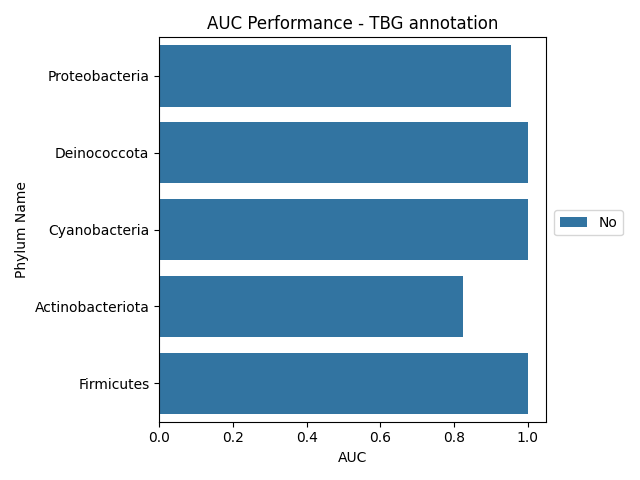 AUC Performance - TBG annotation
Phylum Name
Proteobacteria
Deinococcota
Cyanobacteria
Actinobacteriota
Firmicutes
No
0.0 0.2 0.4 0.6 0.8 1.0
AUC